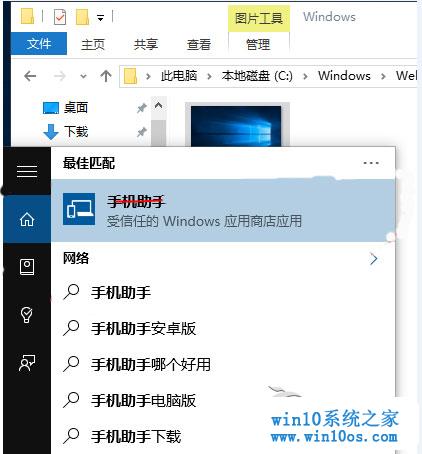 图片工具
Windows
文件
主页
共享
查看
管理
此电脑
本地磁盘 (C:)
Windows
桌面
下载
最佳匹配
手机助手
受信任的 Windows 应用商店应用
网络
手机助手
手机助手安卓版
手机助手哪个好用
手机助手电脑版
手机助手下载
win10系统之家
www.win10os.com